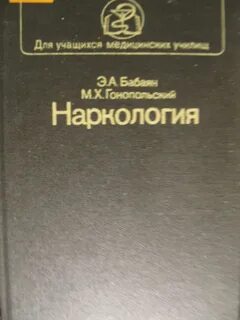 Для учащихся медицинских училищ
Э.А.Бабаян
М.Х.Гонопольский
Наркология